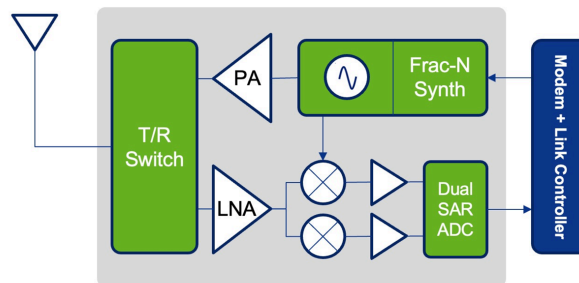 PA
Frac-N
Synth
T/R
Switch
LNA
Dual
SAR
ADC
Modem + Link Controller